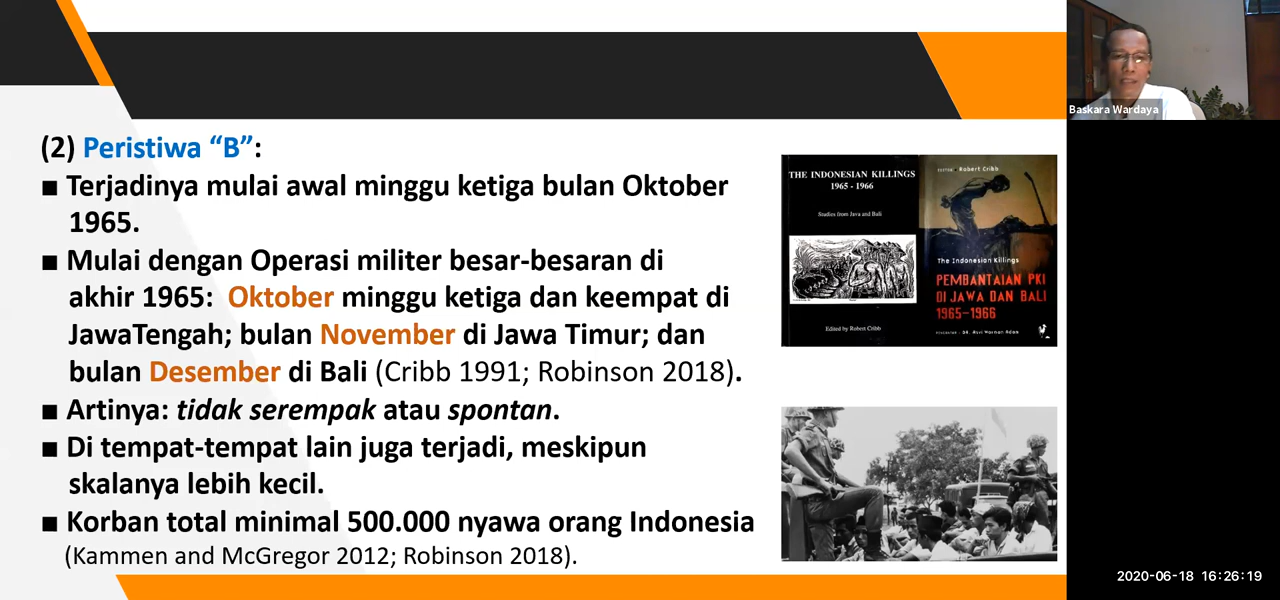 (2) Peristiwa “B”:
■ Terjadinya mulai awal minggu ketiga bulan Oktober
1965.
■ Mulai dengan Operasi militer besar-besaran di
akhir 1965: Oktober minggu ketiga dan keempat di
JawaTengah; bulan November di Jawa Timur; dan
bulan Desember di Bali (Cribb 1991; Robinson 2018).
■ Artinya: tidak serempak atau spontan.
■ Di tempat-tempat lain juga terjadi, meskipun
skalanya lebih kecil.
■ Korban total minimal 500.000 nyawa orang Indonesia
(Kammen and McGregor 2012; Robinson 2018).
THE INDONESIAN KILLINGS
1965 - 1966
Studies from Java and Bali
Edited by Robert Cribb
Robert Cribb
The Indonesian Killings
PEMBANTAIAN PKI
DI JAWA DAN BALI
1965-1966
Baskara Wardaya
2020-06-18 16:26:19